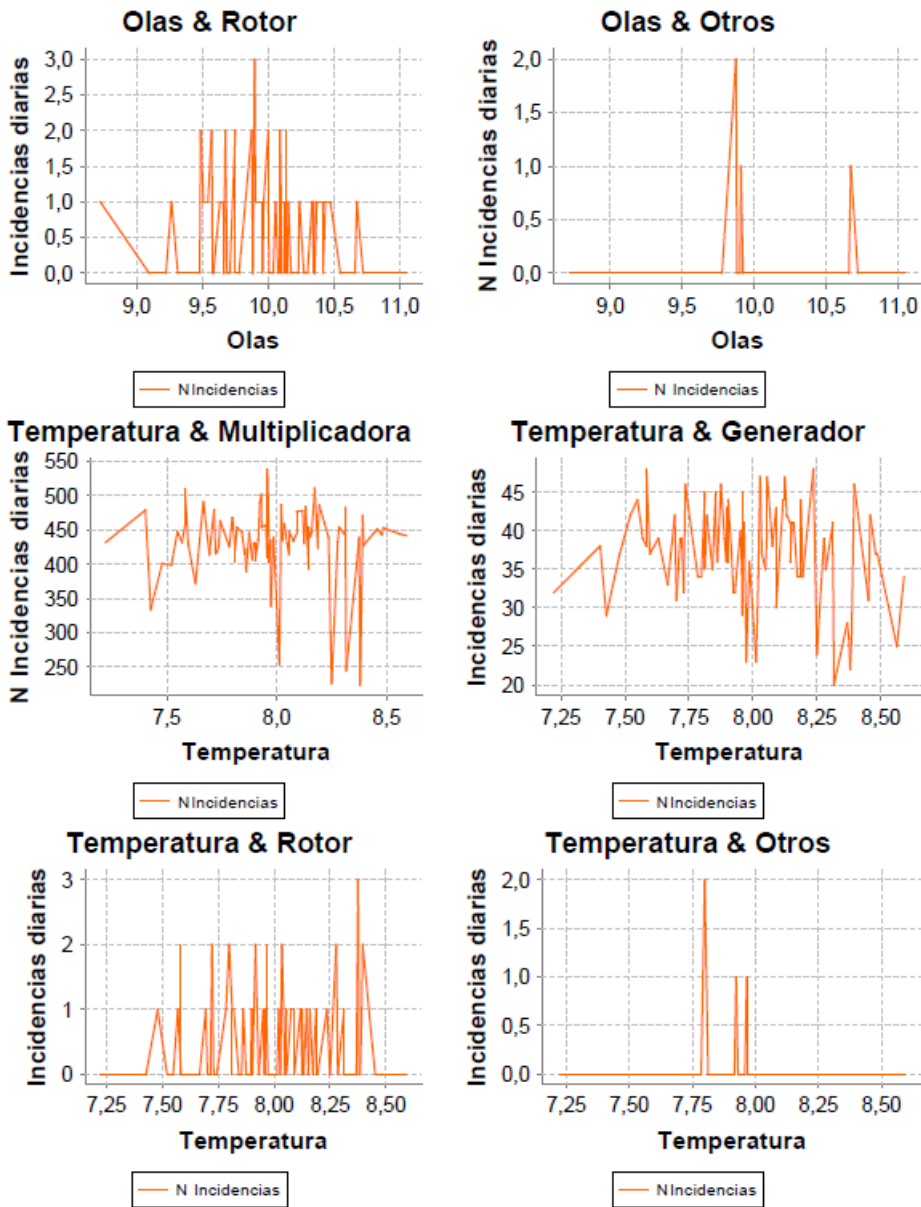 Olas & Rotor
Incidencias diarias
3,0
2,5
2,0
1,5
1,0
0,5
0,0
9,0 9,5 10,0 10,5 11,0
Olas
N Incidencias
Olas & Otros
N Incidencias diarias
2,0
1,5
1,0
0,5
0,0
9,0 9,5 10,0 10,5 11,0
Olas
N Incidencias
Temperatura & Multiplicadora
N Incidencias diarias
550
500
450
400
350
300
250
7,5 8,0 8,5
Temperatura
N Incidencias
Temperatura & Generador
Incidencias diarias
45
40
35
30
25
20
7,25 7,50 7,75 8,00 8,25 8,50
Temperatura
N Incidencias
Temperatura & Rotor
Incidencias diarias
3
2
1
0
7,25 7,50 7,75 8,00 8,25 8,50
Temperatura
N Incidencias
Temperatura & Otros
Incidencias diarias
2,0
1,5
1,0
0,5
0,0
7,25 7,50 7,75 8,00 8,25 8,50
Temperatura
N Incidencias